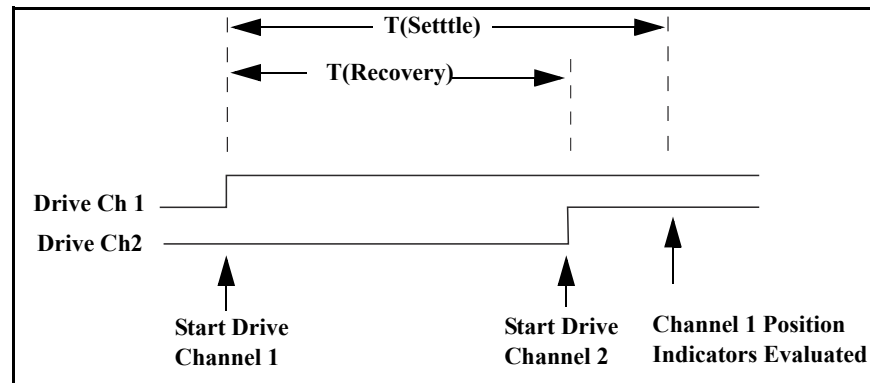 T(Setttle)
T(Recovery)
Drive Ch 1
Drive Ch2
Start Drive
Channel 1
Start Drive
Channel 2
Channel 1 Position
Indicators Evaluated